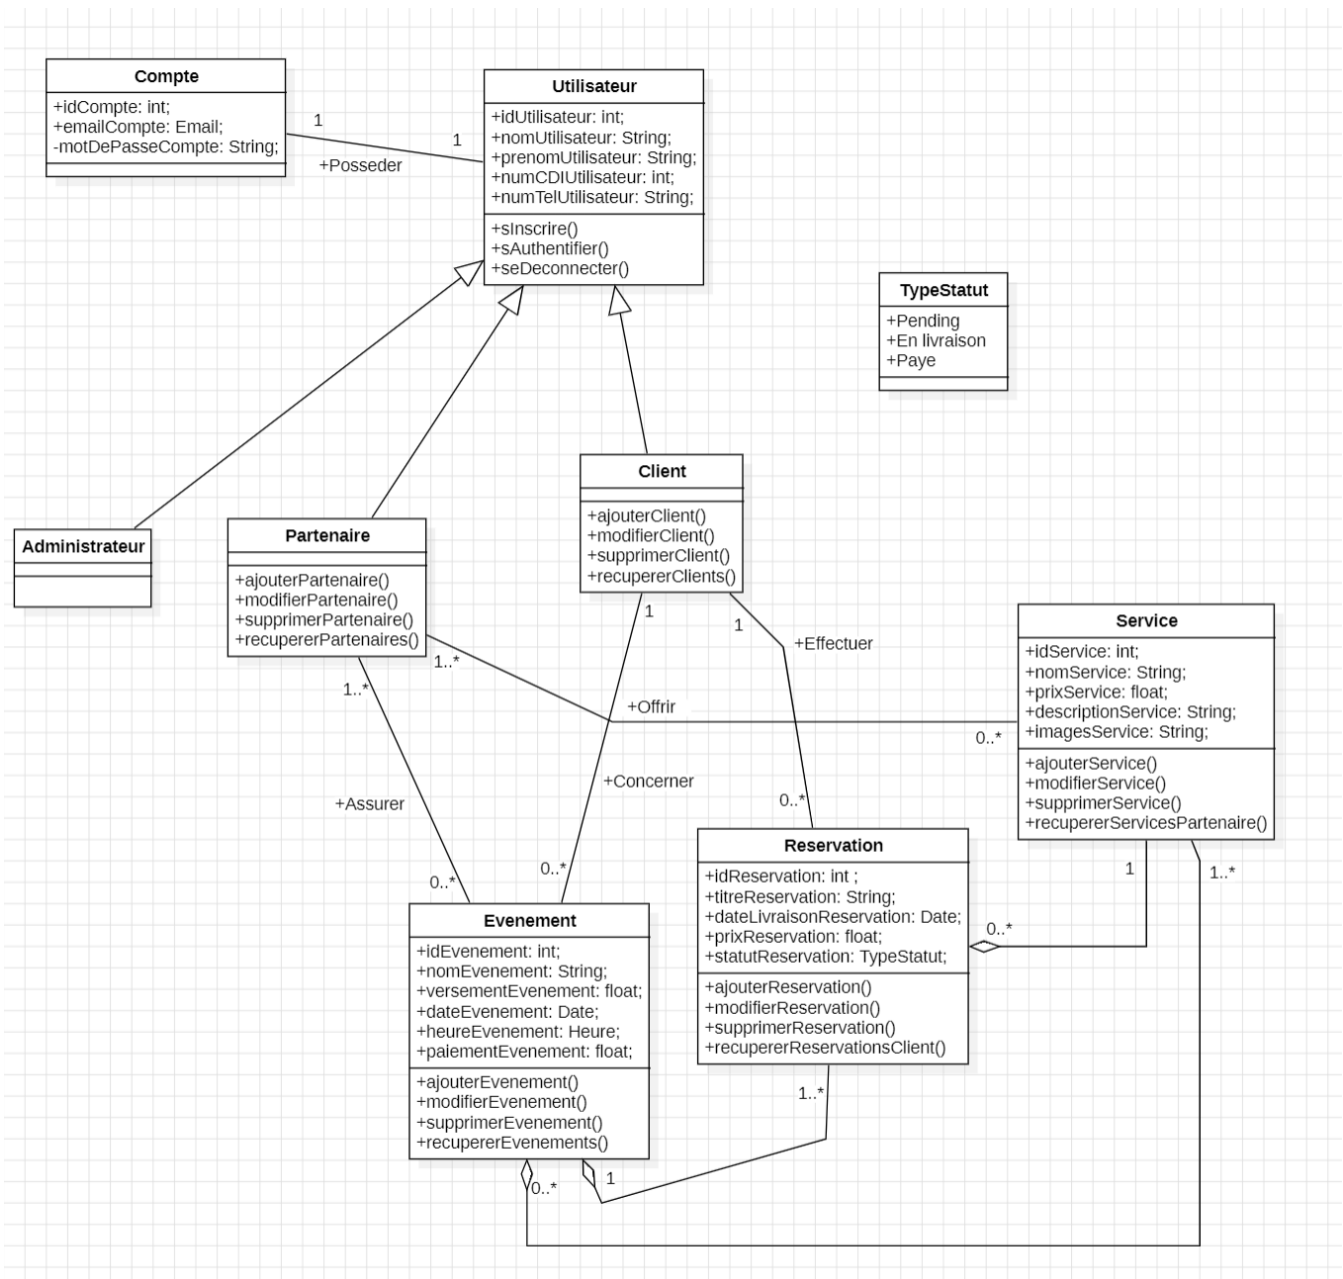 Compte
+idCompte: int;
+emailCompte: Email;
-motDePasseCompte: String;
1
1
+Posseder
Utilisateur
+idUtilisateur: int;
+nomUtilisateur: String;
+prenomUtilisateur: String;
+numCDIUtilisateur: int;
+numTelUtilisateur: String;
+sInscrire()
+sAuthentifier()
+seDeconnecter()
TypeStatut
+Pending
+En livraison
+Paye
Administrateur
Partenaire
+ajouterPartenaire()
+modifierPartenaire()
+supprimerPartenaire()
+recupererPartenaires()
Client
+ajouterClient()
+modifierClient()
+supprimerClient()
+recupererClients()
1
1
+Effectuer
1..*
1..*
+Offrir
0..*
Service
+idService: int;
+nomService: String;
+prixService: float;
+descriptionService: String;
+imagesService: String;
+ajouterService()
+modifierService()
+supprimerService()
+recupererServicesPartenaire()
+Concerner
+Assurer
0..*
0..*
0..*
1
1..*
Reservation
+idReservation: int ;
+titreReservation: String;
+dateLivraisonReservation: Date;
+prixReservation: float;
+statutReservation: TypeStatut;
+ajouterReservation()
+modifierReservation()
+supprimerReservation()
+recupererReservationsClient()
0..*
Evenement
+idEvenement: int;
+nomEvenement: String;
+versementEvenement: float;
+dateEvenement: Date;
+heureEvenement: Heure;
+paiementEvenement: float;
+ajouterEvenement()
+modifierEvenement()
+supprimerEvenement()
+recupererEvenements()
1..*
1
0..*